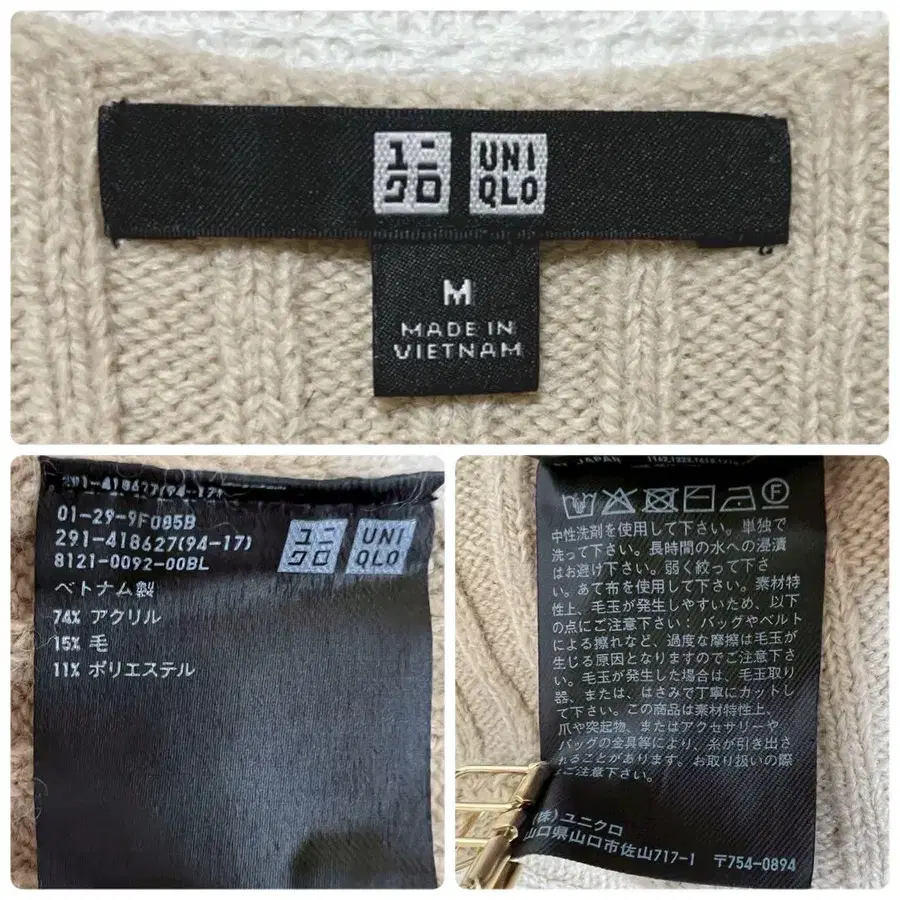 ユニ
クロ
UNI
QLO
M
MADE IN
VIETNAM
291-418627(94-17)
01-29-9F085B
291-418627(94-17)
8121-0092-00BL
ユニ
クロ
UNI
QLO
ベトナム製
74% アクリル
15% 毛
11% ポリエステル
JAPAN
中性洗剤を使用して下さい。単独で
洗って下さい。長時間の水への浸漬
はお避け下さい。弱く絞って下さ
い。あて布を使用して下さい。素材特
性上、毛玉が発生しやすいため、以下
の点にご注意下さい：バッグやベルト
による擦れなど、過度な摩擦は毛玉が
生じる原因となりますのでご注意下さ
い。毛玉が発生した場合は、毛玉取り
器、または、はさみで丁寧にカットし
て下さい。この商品は素材特性上、
爪や突起物、またはアクセサリーや
バッグの金具等により、糸が引き出さ
れることがあります。お取り扱いの際
ご注意下さい。
(株) ユニクロ
山口県山口市佐山717-1 〒754-0894